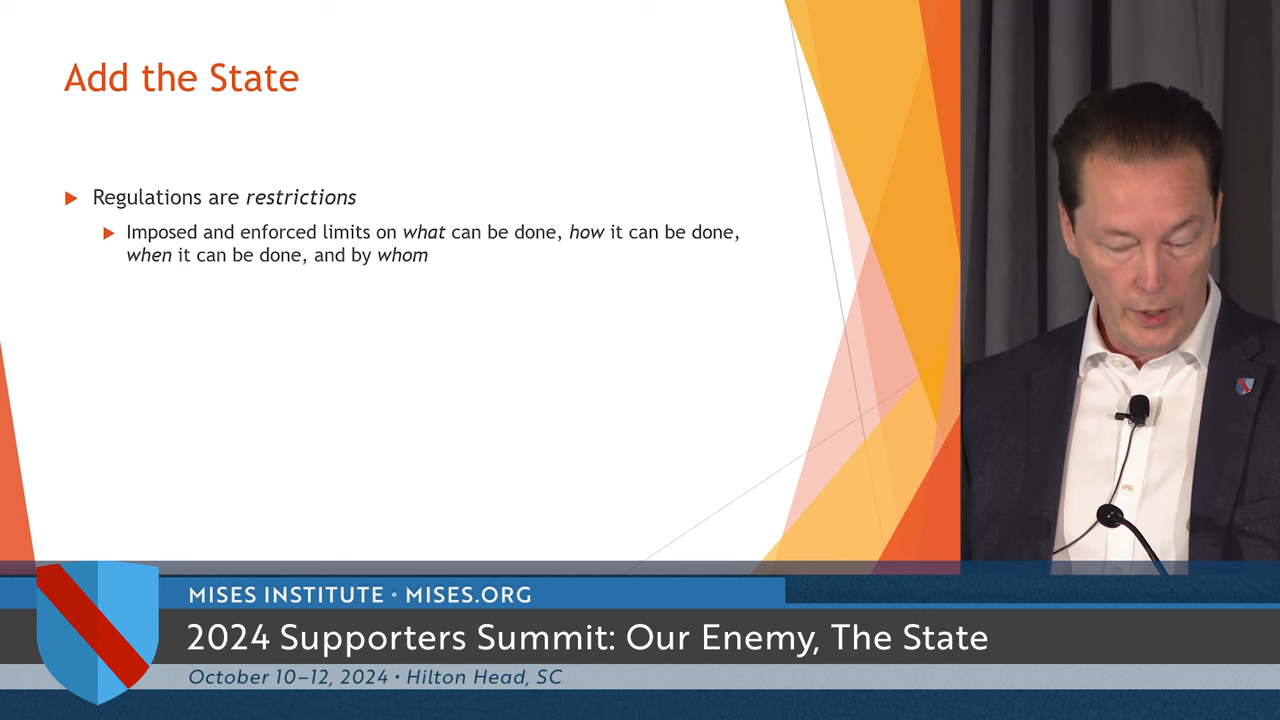 Add the State
Regulations are restrictions
Imposed and enforced limits on what can be done, how it can be done,
when it can be done, and by whom
MISES INSTITUTE • MISES.ORG
2024 Supporters Summit: Our Enemy, The State
October 10–12, 2024 • Hilton Head, SC